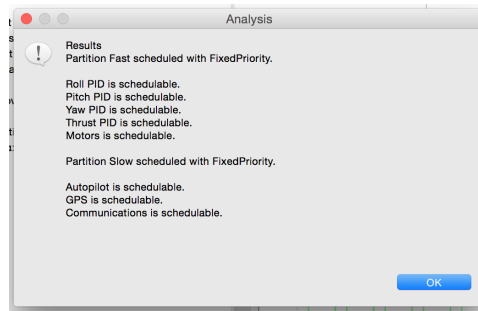 Analysis
Results
Partition Fast scheduled with FixedPriority.
Roll PID is schedulable.
Pitch PID is schedulable.
Yaw PID is schedulable.
Thrust PID is schedulable.
Motors is schedulable.
Partition Slow scheduled with FixedPriority.
Autopilot is schedulable.
GPS is schedulable.
Communications is schedulable.
OK